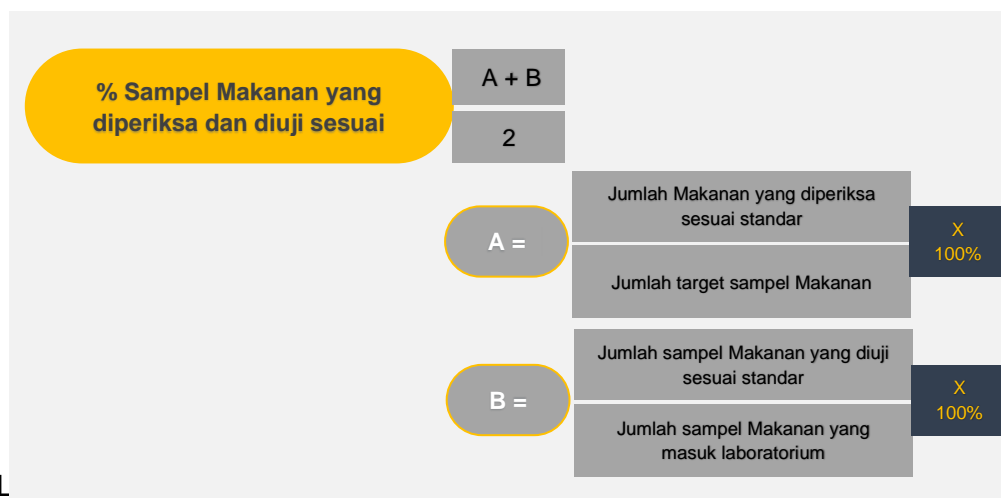 % Sampel Makanan yang
diperiksa dan diuji sesuai
A + B
2
A =
Jumlah Makanan yang diperiksa
sesuai standar
Jumlah target sampel Makanan
X
100%
B =
Jumlah sampel Makanan yang diuji
sesuai standar
Jumlah sampel Makanan yang
masuk laboratorium
X
100%
L